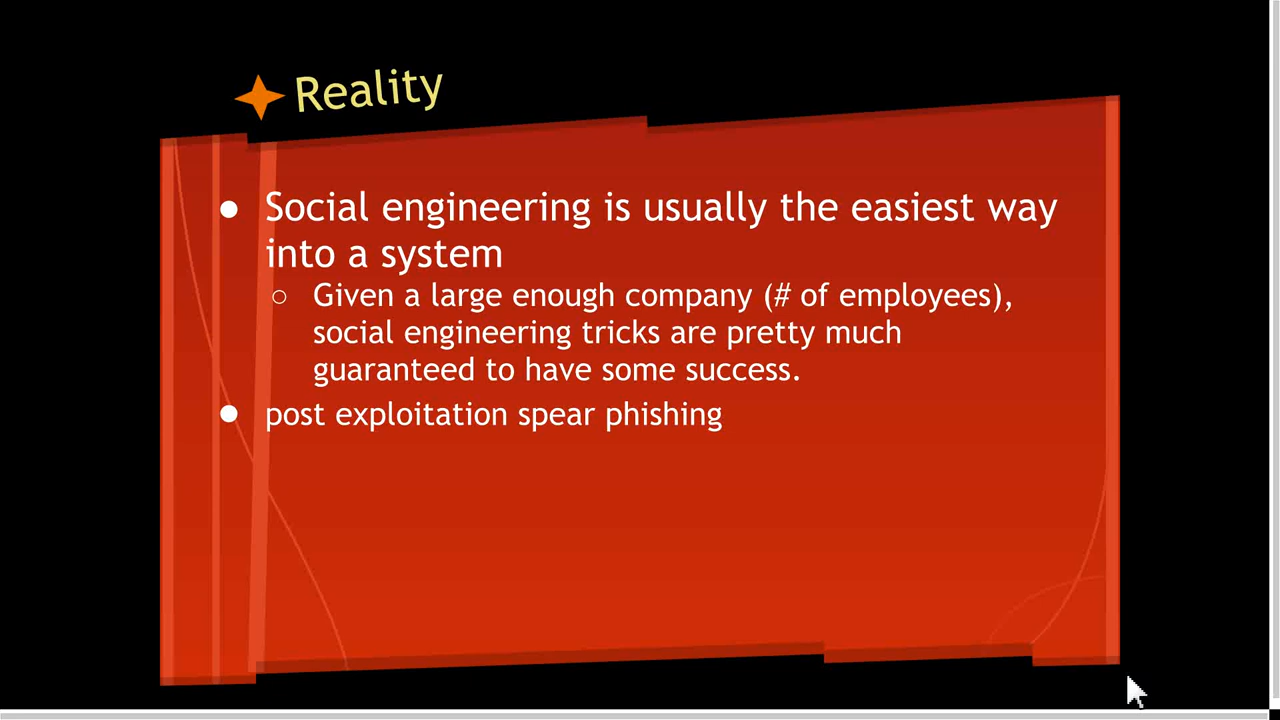 Reality
● Social engineering is usually the easiest way
into a system
○ Given a large enough company (# of employees),
social engineering tricks are pretty much
guaranteed to have some success.
● post exploitation spear phishing